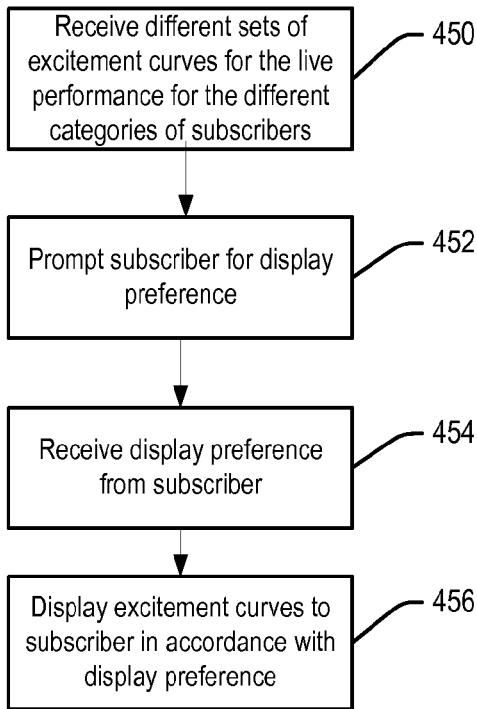 Receive different sets of
excitement curves for the live
performance for the different
categories of subscribers
450
Prompt subscriber for display
preference
452
Receive display preference
from subscriber
454
Display excitement curves to
subscriber in accordance with
display preference
456